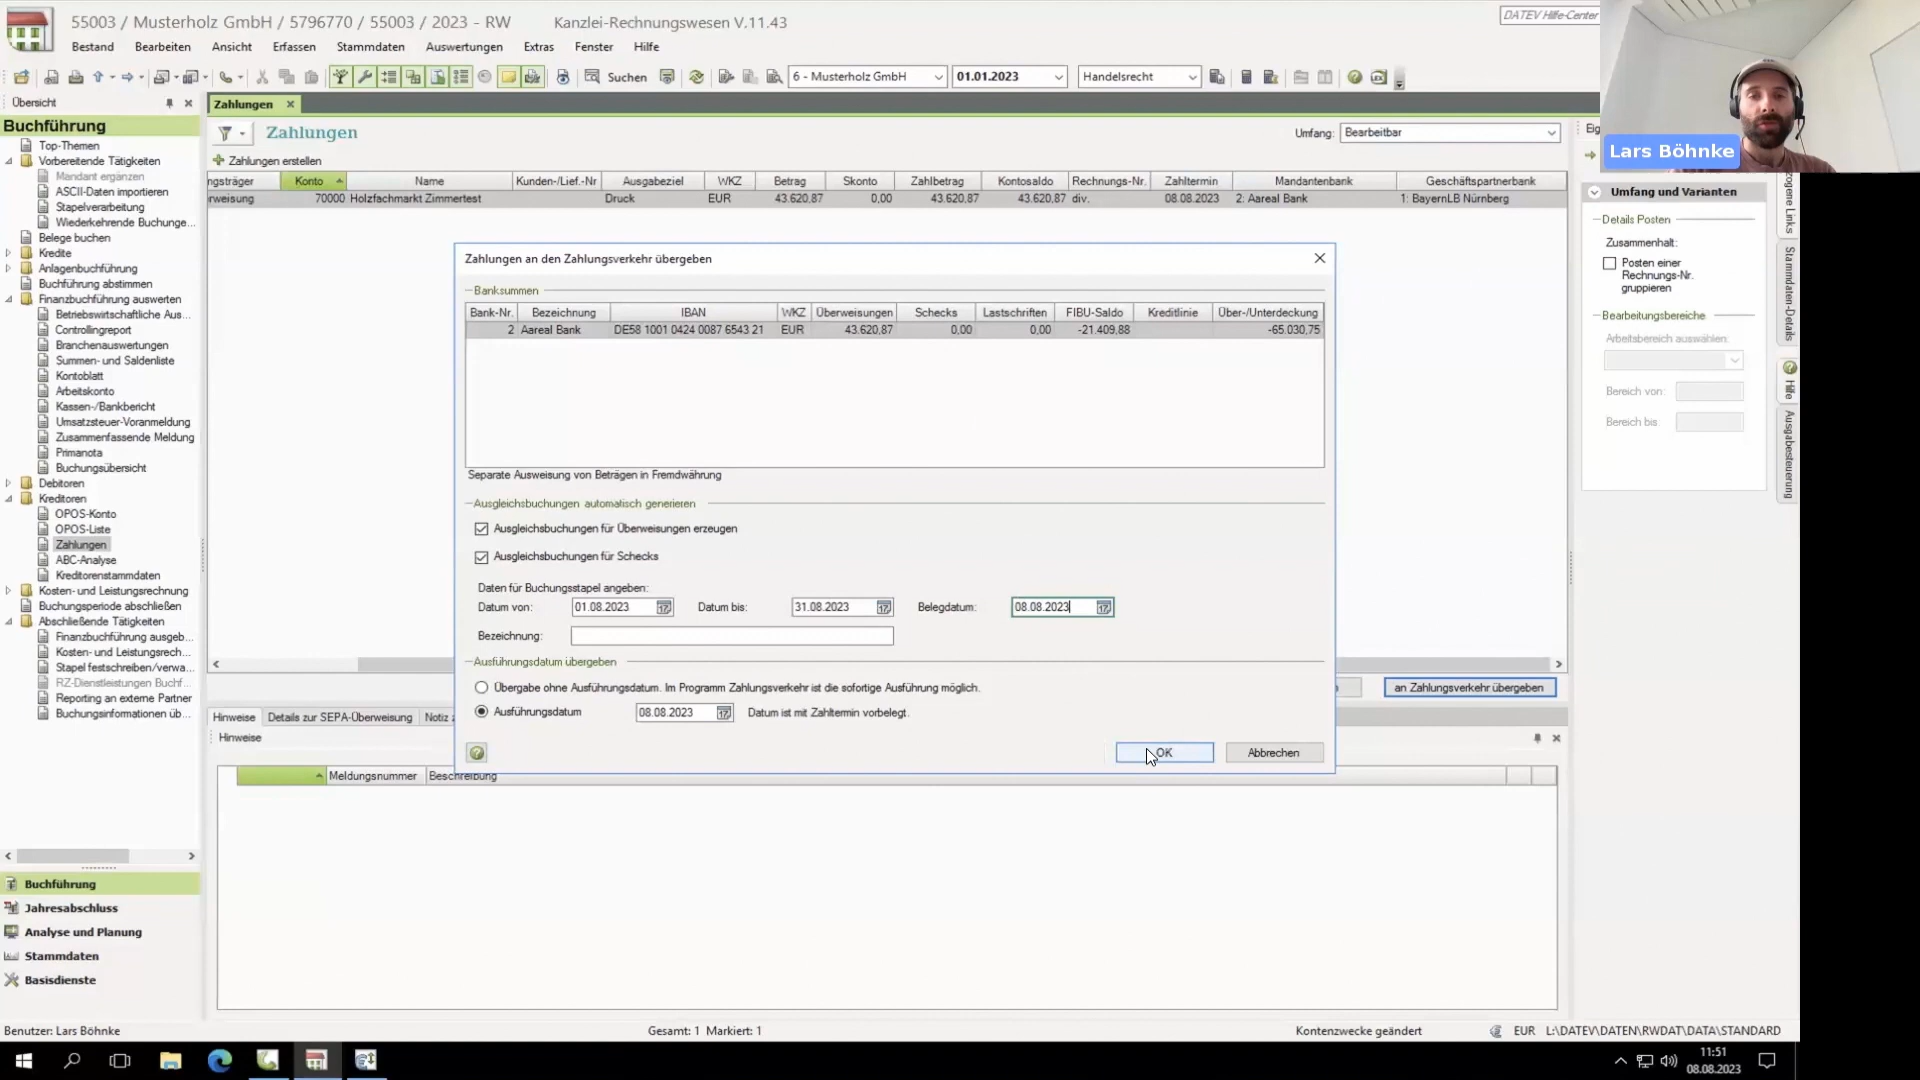 55003 / Musterholz GmbH / 5796770 / 55003 / 2023 - RW Kanzlei-Rechnungswesen V.11.43
DATEV Hilfe-Center
Bestand Bearbeiten Ansicht Erfassen Stammdaten Auswertungen Extras Fenster Hilfe
Suchen 6 - Musterholz GmbH 01.01.2023 Handelsrecht
Übersicht
Buchführung
Top-Themen
Vorbereitende Tätigkeiten
Mandant ergänzen
ASCII-Daten importieren
Stapelverarbeitung
Wiederkehrende Buchunge...
Belege buchen
Kredite
Anlagenbuchführung
Buchführung abstimmen
Finanzbuchführung auswerten
Betriebswirtschaftliche Aus...
Controllingreport
Branchenauswertungen
Summen- und Saldenliste
Kontoblatt
Arbeitskonto
Kassen-/Bankbericht
Umsatzsteuer-Voranmeldung
Zusammenfassende Meldung
Primanota
Buchungsübersicht
Debitoren
Kreditoren
OPOS-Konto
OPOS-Liste
Zahlungen
ABC-Analyse
Kreditorenstammdaten
Kosten- und Leistungsrechnung
Buchungsperiode abschließen
Abschließende Tätigkeiten
Finanzbuchführung ausgeb...
Kosten- und Leistungsrech...
Stapel festschreiben/verwa...
RZ-Dienstleistungen Buchf...
Reporting an externe Partner
Buchungsinformationen üb...
Buchführung
Jahresabschluss
Analyse und Planung
Stammdaten
Basisdienste
Zahlungen
Zahlungen
Umfang: Bearbeitbar
Zahlungen erstellen
ngsträger Konto Name Kunden-/Lief.-Nr Ausgabeziel WKZ Betrag Skonto Zahlbetrag Kontosaldo Rechnungs-Nr. Zahltermin Mandantenbank Geschäftspartnerbank
rweisung 70000 Holzfachmarkt Zimmertest Druck EUR 43.620,87 0,00 43.620,87 43.620,87 div. 08.08.2023 2: Aareal Bank 1: BayernLB Nürnberg
Zahlungen an den Zahlungsverkehr übergeben
Banksummen
Bank-Nr. Bezeichnung IBAN WKZ Überweisungen Schecks Lastschriften FIBU-Saldo Kreditlinie Über-/Unterdeckung
2 Aareal Bank DE58 1001 0424 0087 6543 21 EUR 43.620,87 0,00 0,00 -21.409,88 -65.030,75
Separate Ausweisung von Beträgen in Fremdwährung
Ausgleichsbuchungen automatisch generieren
Ausgleichsbuchungen für Überweisungen erzeugen
Ausgleichsbuchungen für Schecks
Daten für Buchungsstapel angeben:
Datum von: 01.08.2023 Datum bis: 31.08.2023 Belegdatum: 08.08.2023
Bezeichnung:
Ausführungsdatum übergeben
Übergabe ohne Ausführungsdatum. Im Programm Zahlungsverkehr ist die sofortige Ausführung möglich.
Ausführungsdatum 08.08.2023 Datum ist mit Zahltermin vorbelegt.
OK Abbrechen
an Zahlungsverkehr übergeben
Hinweise Details zur SEPA-Überweisung Notiz
Hinweise
Meldungsnummer Beschreibung
Eig
Umfang und Varianten
Details Posten
Zusammenhalt:
Posten einer
Rechnungs-Nr.
gruppieren
Bearbeitungsbereiche
Arbeitsbereich auswählen:
Bereich von:
Bereich bis:
zogene Links
Stammdaten-Details
Hilfe
Ausgabesteuerung
Lars Böhnke
Benutzer: Lars Böhnke Gesamt: 1 Markiert: 1 Kontenzwecke geändert EUR L:\DATEV\DATEN\RWDAT\DATA\STANDARD
11:51
08.08.2023